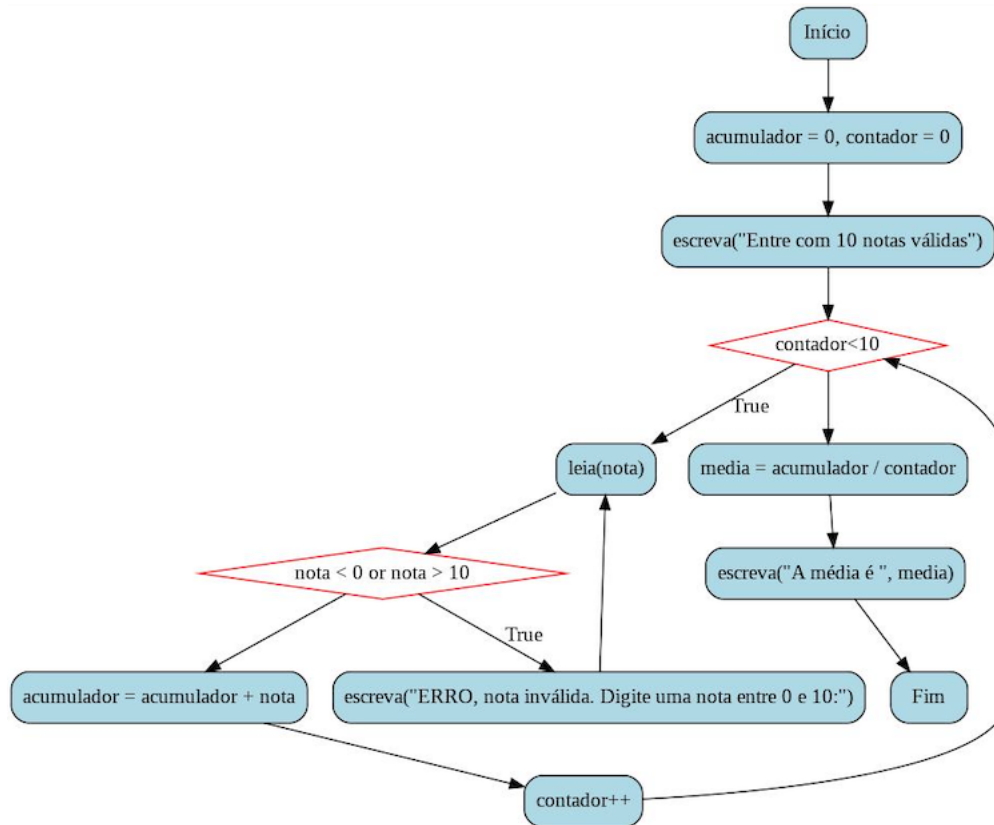 Início
acumulador = 0, contador = 0
escreva("Entre com 10 notas válidas")
contador<10
True
leia(nota)
media = acumulador / contador
nota < 0 or nota > 10
escreva("A média é ", media)
True
acumulador = acumulador + nota
escreva("ERRO, nota inválida. Digite uma nota entre 0 e 10:")
Fim
contador++